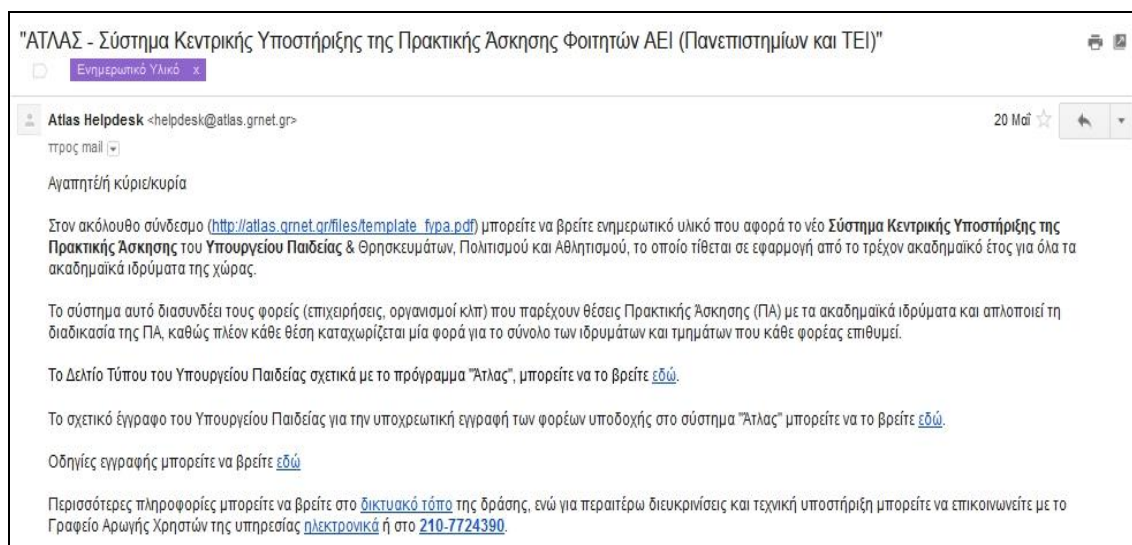 "ΑΤΛΑΣ - Σύστημα Κεντρικής Υποστήριξης της Πρακτικής Άσκησης Φοιτητών ΑΕΙ (Πανεπιστημίων και ΤΕΙ)"
Ενημερωτικό Υλικό x
Atlas Helpdesk <helpdesk@atlas.grnet.gr>
20 Μαΐ
προς mail
Αγαπητέ/ή κύριε/κυρία
Στον ακόλουθο σύνδεσμο (http://atlas.grnet.gr/files/template_fypa.pdf) μπορείτε να βρείτε ενημερωτικό υλικό που αφορά το νέο Σύστημα Κεντρικής Υποστήριξης της
Πρακτικής Άσκησης του Υπουργείου Παιδείας & Θρησκευμάτων, Πολιτισμού και Αθλητισμού, το οποίο τίθεται σε εφαρμογή από το τρέχον ακαδημαϊκό έτος για όλα τα
ακαδημαϊκά ιδρύματα της χώρας.
Το σύστημα αυτό διασυνδέει τους φορείς (επιχειρήσεις, οργανισμοί κλπ) που παρέχουν θέσεις Πρακτικής Άσκησης (ΠΑ) με τα ακαδημαϊκά ιδρύματα και απλοποιεί τη
διαδικασία της ΠΑ, καθώς πλέον κάθε θέση καταχωρίζεται μία φορά για το σύνολο των ιδρυμάτων και τμημάτων που κάθε φορέας επιθυμεί.
Το Δελτίο Τύπου του Υπουργείου Παιδείας σχετικά με το πρόγραμμα "Άτλας", μπορείτε να το βρείτε εδώ.
Το σχετικό έγγραφο του Υπουργείου Παιδείας για την υποχρεωτική εγγραφή των φορέων υποδοχής στο σύστημα "Άτλας" μπορείτε να το βρείτε εδώ.
Οδηγίες εγγραφής μπορείτε να βρείτε εδώ
Περισσότερες πληροφορίες μπορείτε να βρείτε στο δικτυακό τόπο της δράσης, ενώ για περαιτέρω διευκρινίσεις και τεχνική υποστήριξη μπορείτε να επικοινωνείτε με το
Γραφείο Αρωγής Χρηστών της υπηρεσίας ηλεκτρονικά ή στο 210-7724390.